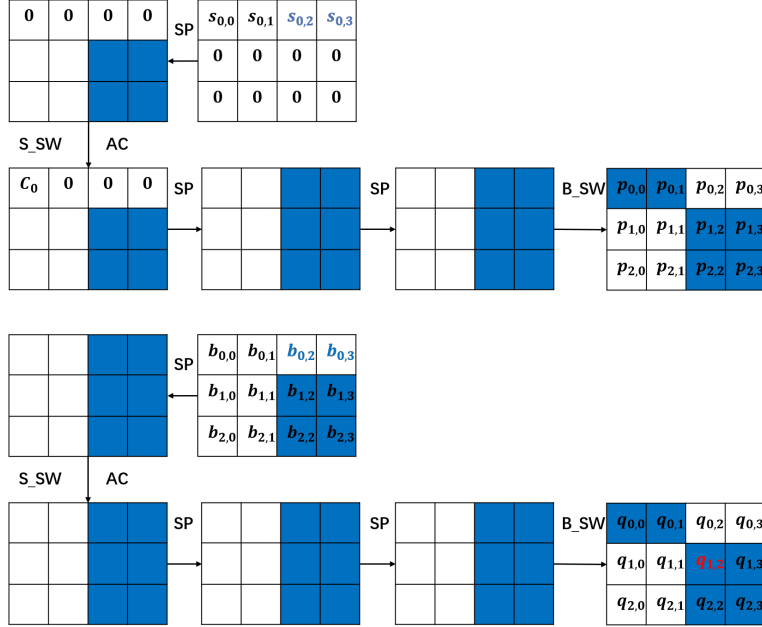 0 0 0 0 SP s0,0 s0,1 s0,2 s0,3
0 0 0 0
0 0 0 0
S_SW AC
C0 0 0 0 SP SP B_SW p0,0 p0,1 p0,2 p0,3
p1,0 p1,1 p1,2 p1,3
p2,0 p2,1 p2,2 p2,3
SP b0,0 b0,1 b0,2 b0,3
b1,0 b1,1 b1,2 b1,3
b2,0 b2,1 b2,2 b2,3
S_SW AC
SP SP B_SW q0,0 q0,1 q0,2 q0,3
q1,0 q1,1 q1,2 q1,3
q2,0 q2,1 q2,2 q2,3